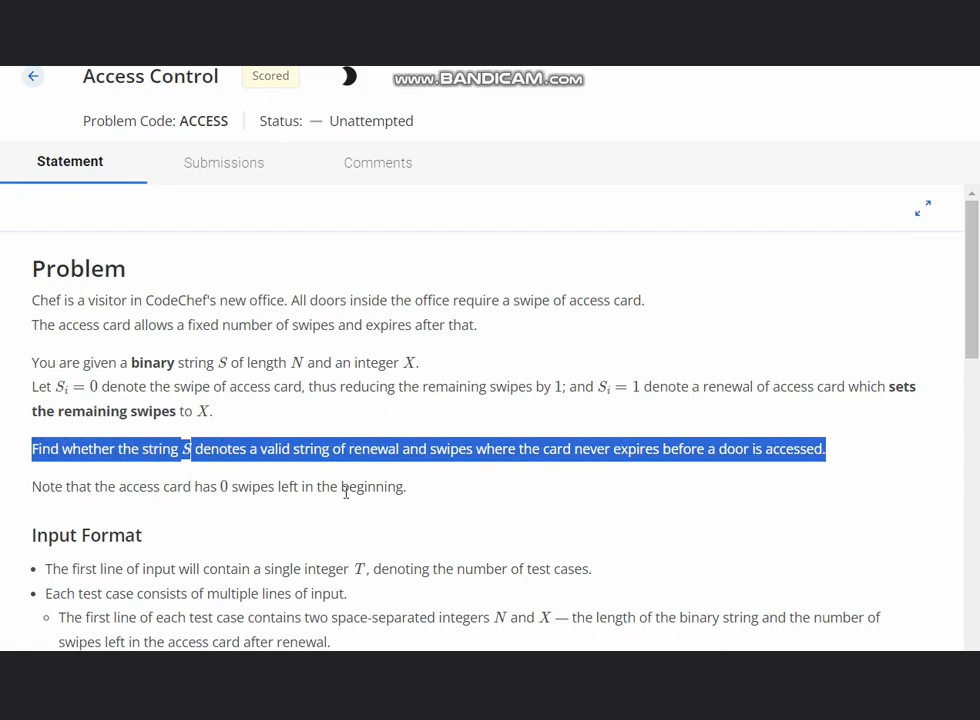 Access Control
Scored
www.BANDICAM.com
Problem Code: ACCESS
Status: — Unattempted
Statement
Submissions
Comments
Problem
Chef is a visitor in CodeChef's new office. All doors inside the office require a swipe of access card.
The access card allows a fixed number of swipes and expires after that.
You are given a binary string S of length N and an integer X.
Let Sᵢ = 0 denote the swipe of access card, thus reducing the remaining swipes by 1; and Sᵢ = 1 denote a renewal of access card which sets
the remaining swipes to X.
Find whether the string S denotes a valid string of renewal and swipes where the card never expires before a door is accessed.
Note that the access card has 0 swipes left in the beginning.
Input Format
• The first line of input will contain a single integer T, denoting the number of test cases.
• Each test case consists of multiple lines of input.
◦ The first line of each test case contains two space-separated integers N and X — the length of the binary string and the number of
swipes left in the access card after renewal.